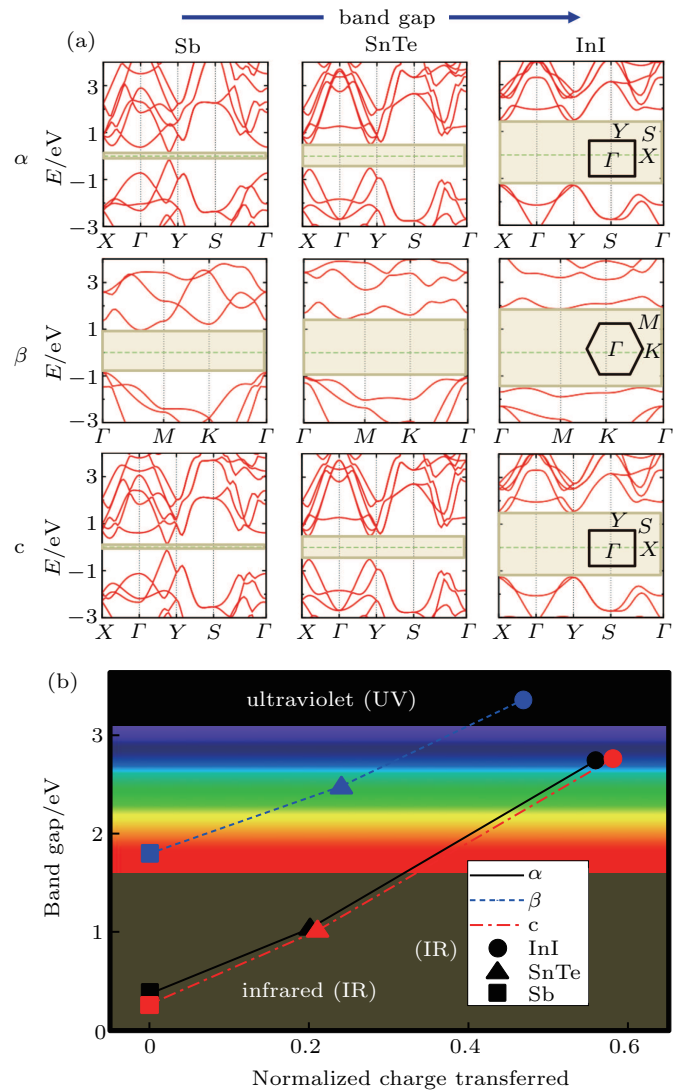 band gap
(a)
Sb SnTe InI
α
E/eV
3
1
−1
−3
X Γ Y S Γ
X Γ Y S Γ
Y S
Γ X
X Γ Y S Γ
β
E/eV
3
1
−1
−3
Γ M K Γ
Γ M K Γ
M
Γ K
Γ M K Γ
c
E/eV
3
1
−1
−3
X Γ Y S Γ
X Γ Y S Γ
Y S
Γ X
X Γ Y S Γ
(b)
ultraviolet (UV)
Band gap/eV
3
2
1
0
α
β
c
InI
SnTe
Sb
(IR)
infrared (IR)
0 0.2 0.4 0.6
Normalized charge transferred